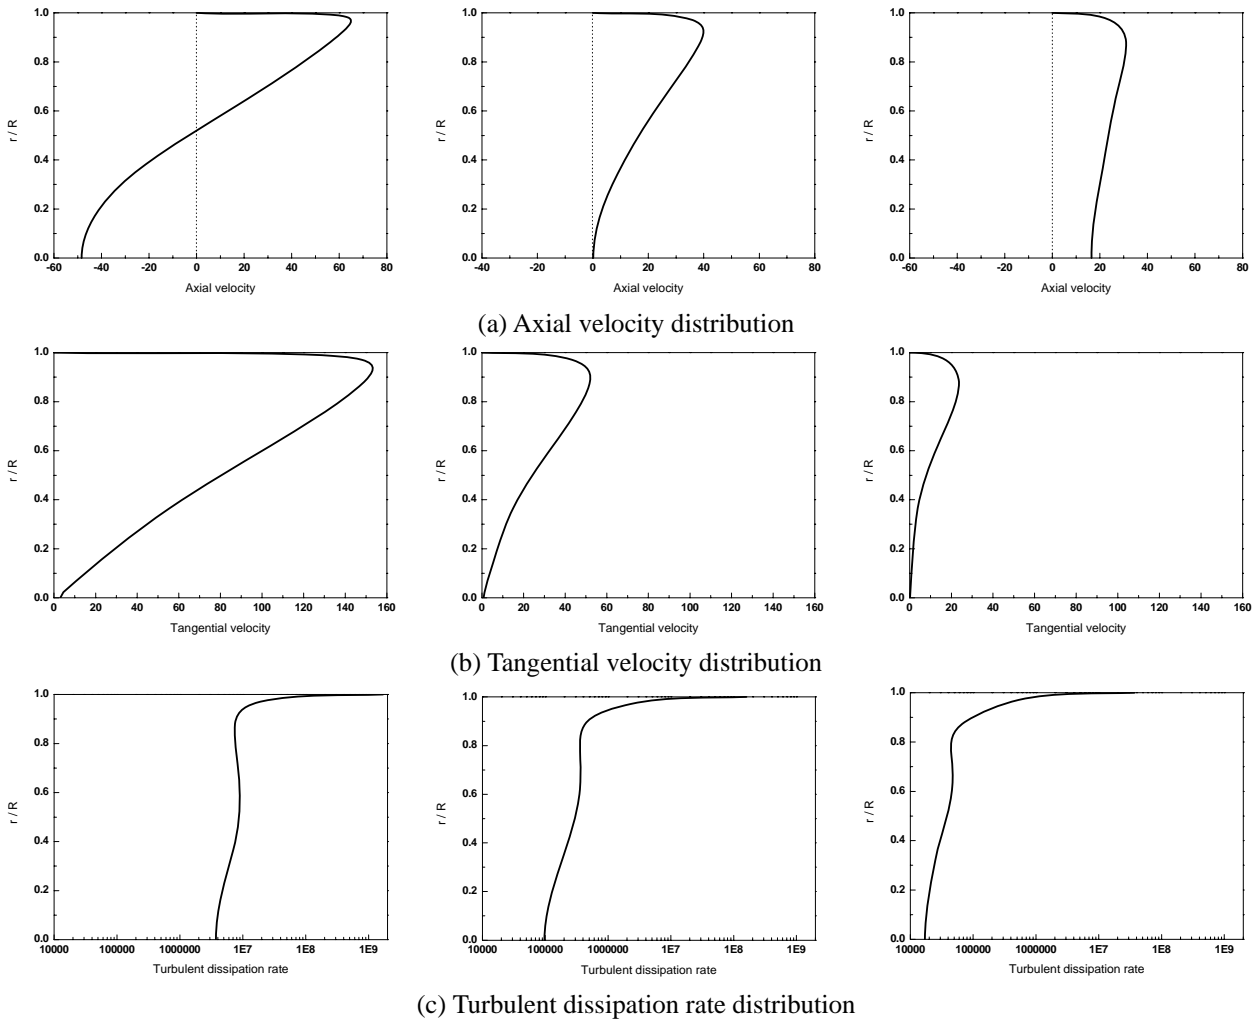 1.0
0.8
0.6
0.4
0.2
0.0
r / R
-60 -40 -20 0 20 40 60 80
Axial velocity
1.0
0.8
0.6
0.4
0.2
0.0
r / R
-40 -20 0 20 40 60 80
Axial velocity
1.0
0.8
0.6
0.4
0.2
0.0
r / R
-60 -40 -20 0 20 40 60 80
Axial velocity
(a) Axial velocity distribution
1.0
0.8
0.6
0.4
0.2
0.0
r / R
0 20 40 60 80 100 120 140 160
Tangential velocity
1.0
0.8
0.6
0.4
0.2
0.0
r / R
0 20 40 60 80 100 120 140 160
Tangential velocity
1.0
0.8
0.6
0.4
0.2
0.0
r / R
0 20 40 60 80 100 120 140 160
Tangential velocity
(b) Tangential velocity distribution
1.0
0.8
0.6
0.4
0.2
0.0
r / R
10000 100000 1000000 1E7 1E8 1E9
Turbulent dissipation rate
1.0
0.8
0.6
0.4
0.2
0.0
r / R
10000 100000 1000000 1E7 1E8 1E9
Turbulent dissipation rate
1.0
0.8
0.6
0.4
0.2
0.0
r / R
10000 100000 1000000 1E7 1E8 1E9
Turbulent dissipation rate
(c) Turbulent dissipation rate distribution